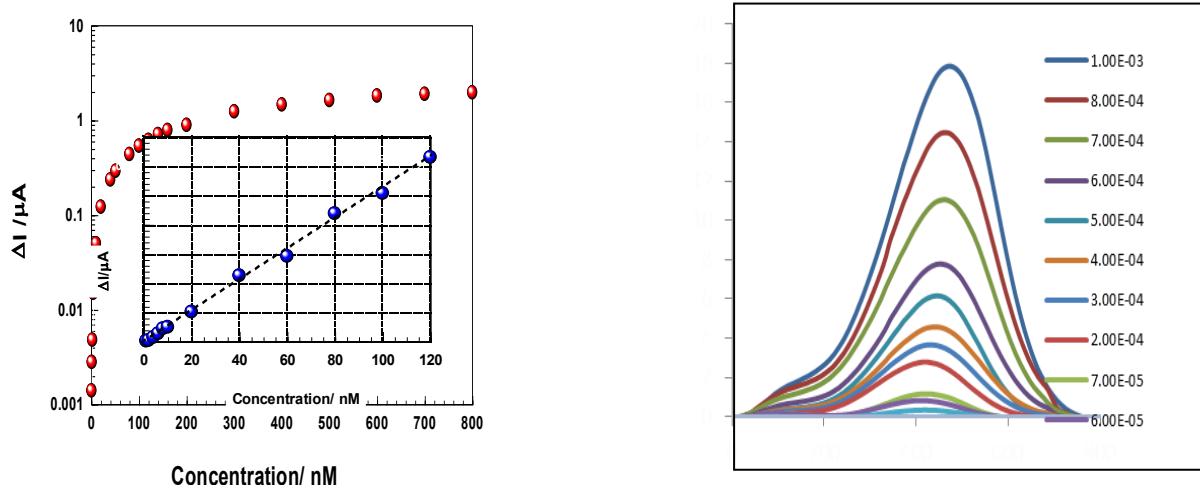 10
1
0.1
0.01
0.001
ΔI /µA
ΔI/µA
0 20 40 60 80 100 120
Concentration/ nM
0 100 200 300 400 500 600 700 800
Concentration/ nM
1.00E-03
8.00E-04
7.00E-04
6.00E-04
5.00E-04
4.00E-04
3.00E-04
2.00E-04
7.00E-05
6.00E-05